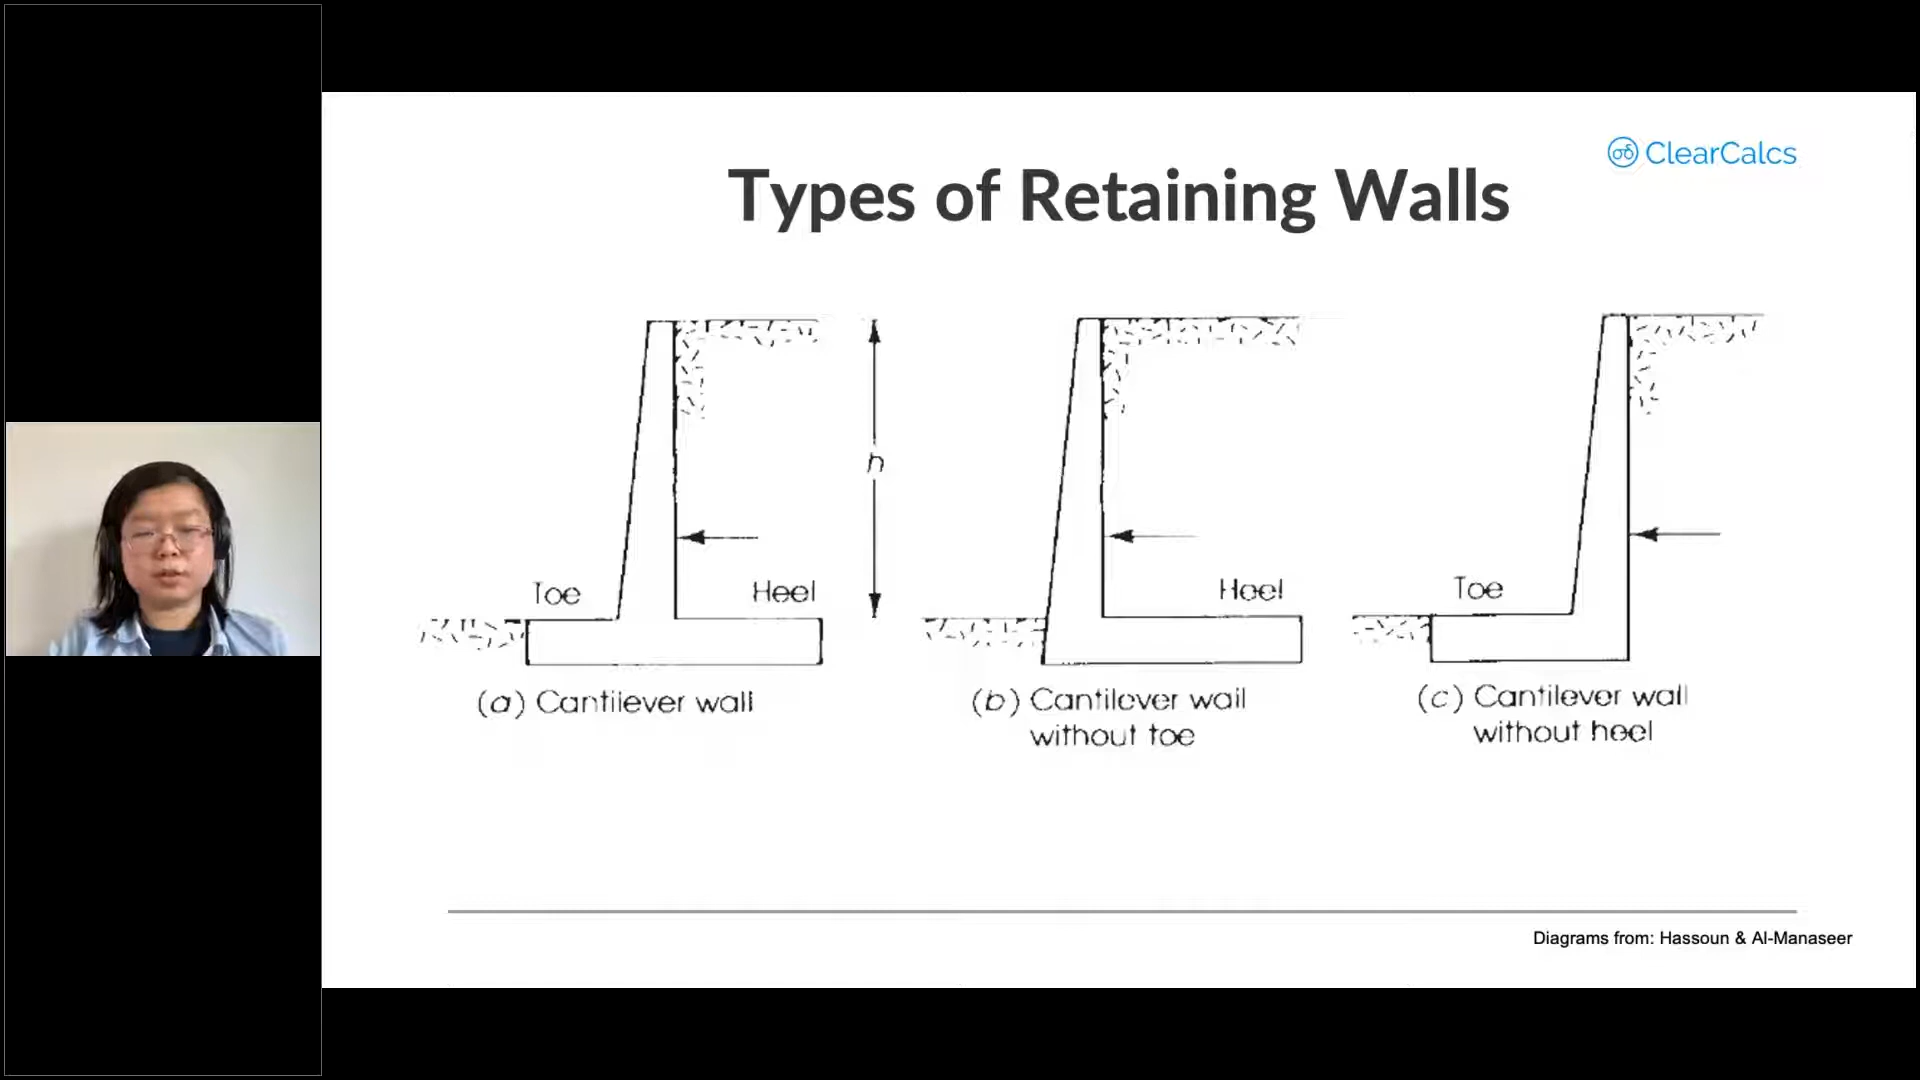 ClearCalcs
Types of Retaining Walls
h
Toe
Heel
(a) Cantilever wall
Heel
(b) Cantilever wall
without toe
Toe
(c) Cantilever wall
without heel
Diagrams from: Hassoun & Al-Manaseer